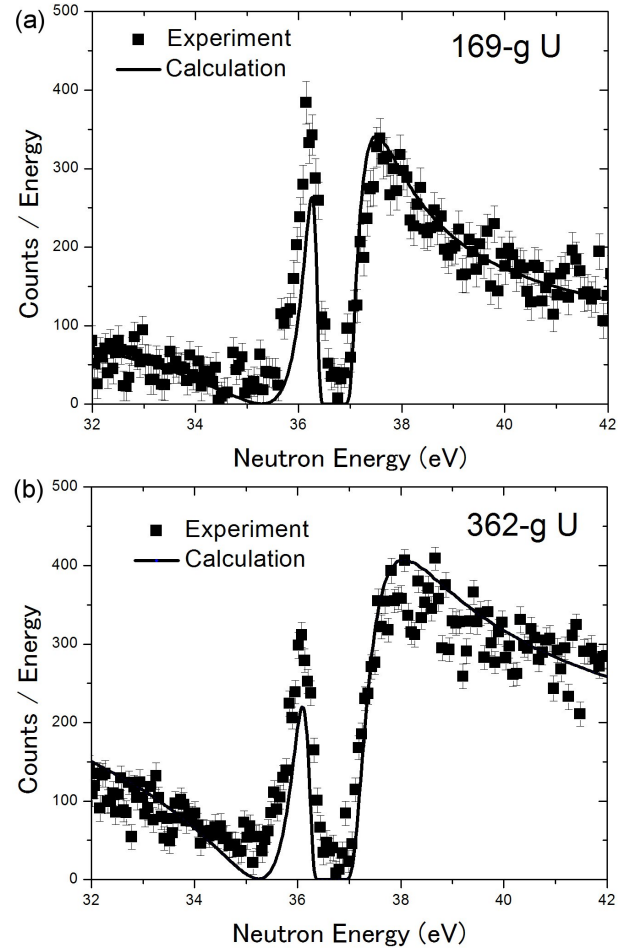 (a)
500
Experiment
169-g U
Calculation
400
300
200
100
0
Counts / Energy
32 34 36 38 40 42
Neutron Energy (eV)
(b)
500
Experiment
362-g U
Calculation
400
300
200
100
0
Counts / Energy
32 34 36 38 40 42
Neutron Energy (eV)